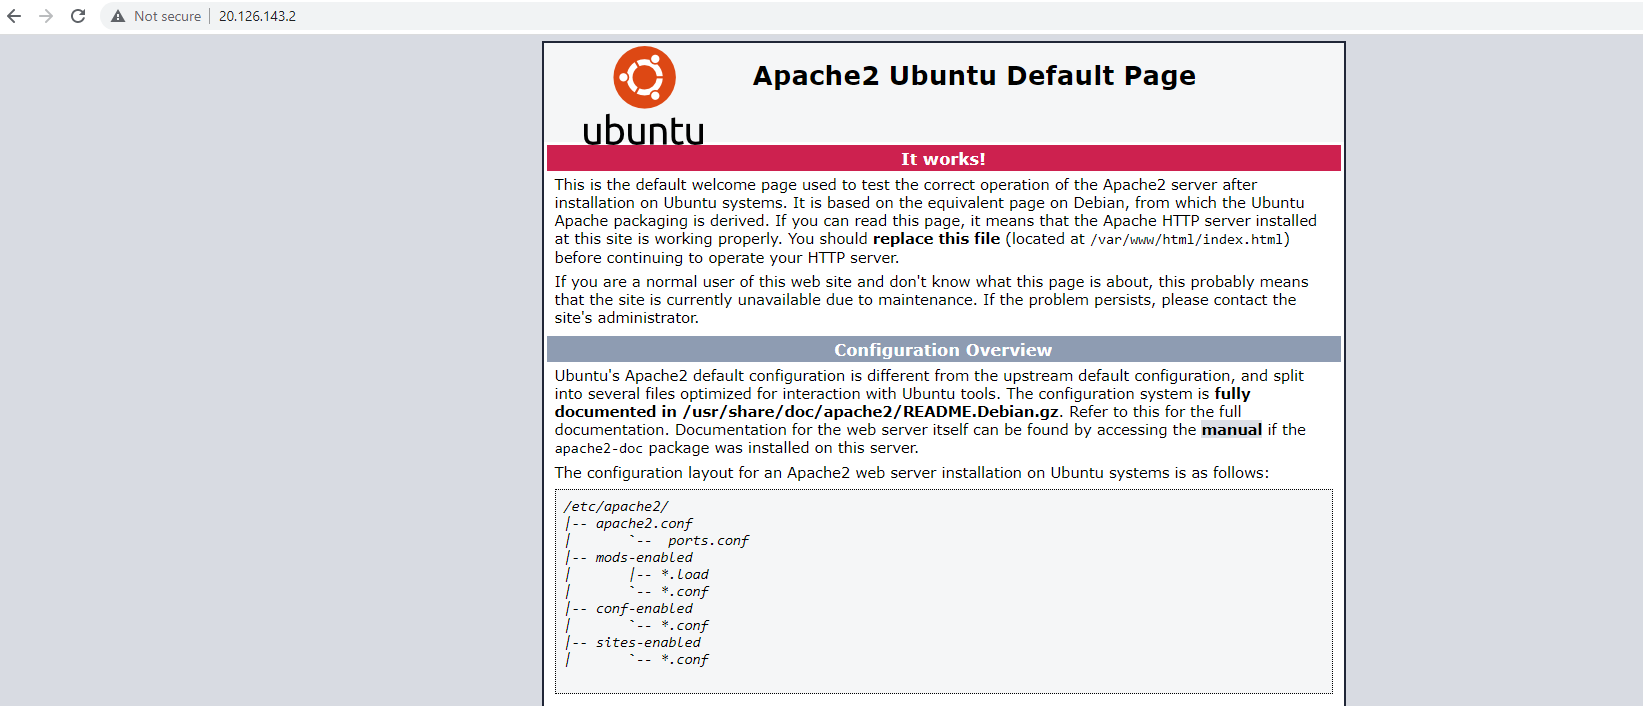 Not secure | 20.126.143.2
Apache2 Ubuntu Default Page
ubuntu
It works!
This is the default welcome page used to test the correct operation of the Apache2 server after
installation on Ubuntu systems. It is based on the equivalent page on Debian, from which the Ubuntu
Apache packaging is derived. If you can read this page, it means that the Apache HTTP server installed
at this site is working properly. You should replace this file (located at /var/www/html/index.html)
before continuing to operate your HTTP server.
If you are a normal user of this web site and don't know what this page is about, this probably means
that the site is currently unavailable due to maintenance. If the problem persists, please contact the
site's administrator.
Configuration Overview
Ubuntu's Apache2 default configuration is different from the upstream default configuration, and split
into several files optimized for interaction with Ubuntu tools. The configuration system is fully
documented in /usr/share/doc/apache2/README.Debian.gz. Refer to this for the full
documentation. Documentation for the web server itself can be found by accessing the manual if the
apache2-doc package was installed on this server.
The configuration layout for an Apache2 web server installation on Ubuntu systems is as follows:
/etc/apache2/
|-- apache2.conf
|       `--  ports.conf
|-- mods-enabled
|       |-- *.load
|       `-- *.conf
|-- conf-enabled
|       `-- *.conf
|-- sites-enabled
|       `-- *.conf